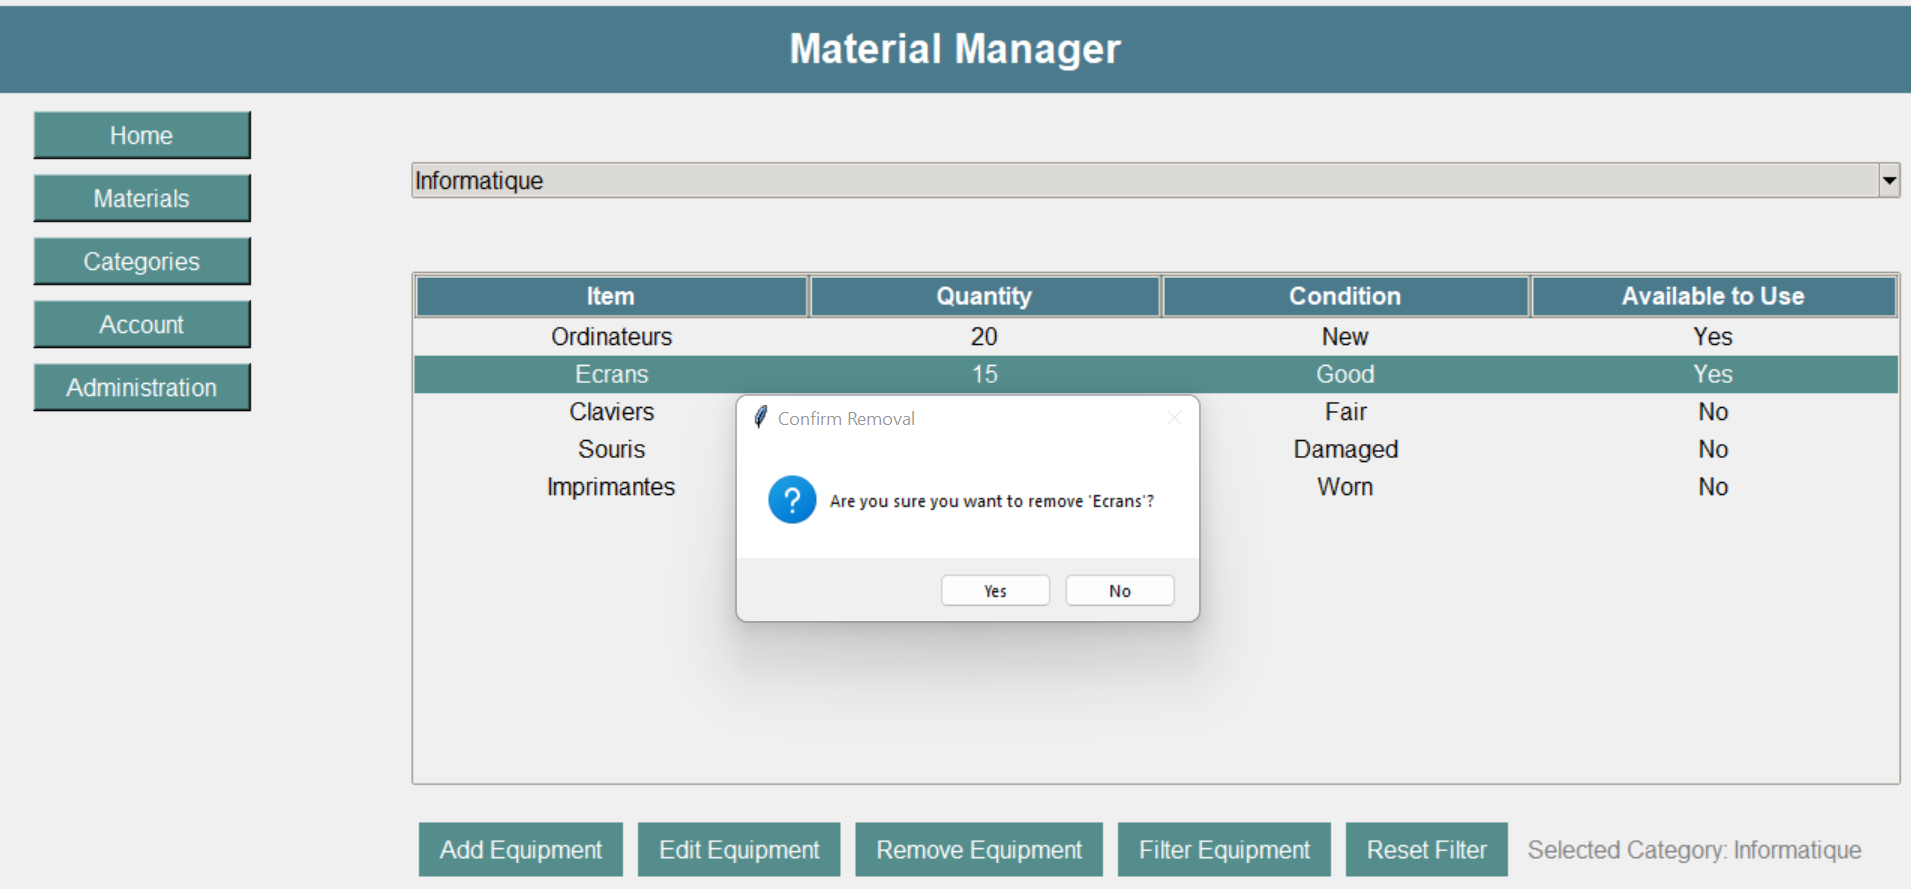 Material Manager
Home
Materials
Categories
Account
Administration
Informatique
Item Quantity Condition Available to Use
Ordinateurs 20 New Yes
Ecrans 15 Good Yes
Claviers Fair No
Souris Damaged No
Imprimantes Worn No
Confirm Removal
Are you sure you want to remove 'Ecrans'?
Yes No
Add Equipment Edit Equipment Remove Equipment Filter Equipment Reset Filter Selected Category: Informatique